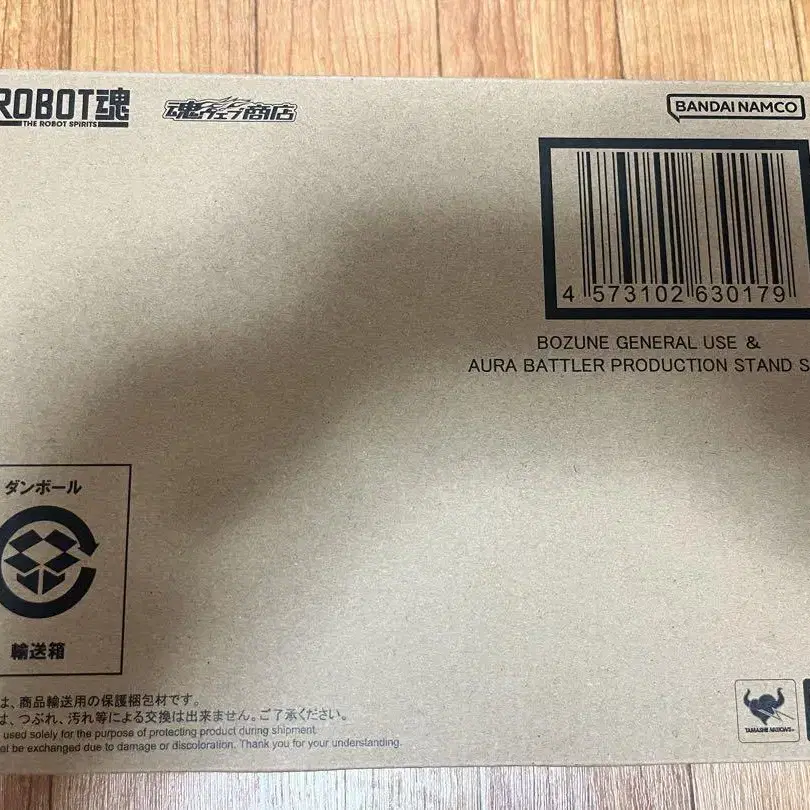 ROBOT魂
THE ROBOT SPIRITS
魂ウェブ商店
BANDAI NAMCO
4 573102 630179
BOZUNE GENERAL USE &
AURA BATTLER PRODUCTION STAND S
ダンボール
輸送箱
は、商品輸送用の保護梱包材です。
は、つぶれ、汚れ等による交換は出来ません。ご了承ください。
used solely for the purpose of protecting product during shipment.
be exchanged due to damage or discoloration. Thank you for your understanding.
TAMASHII NATIONS